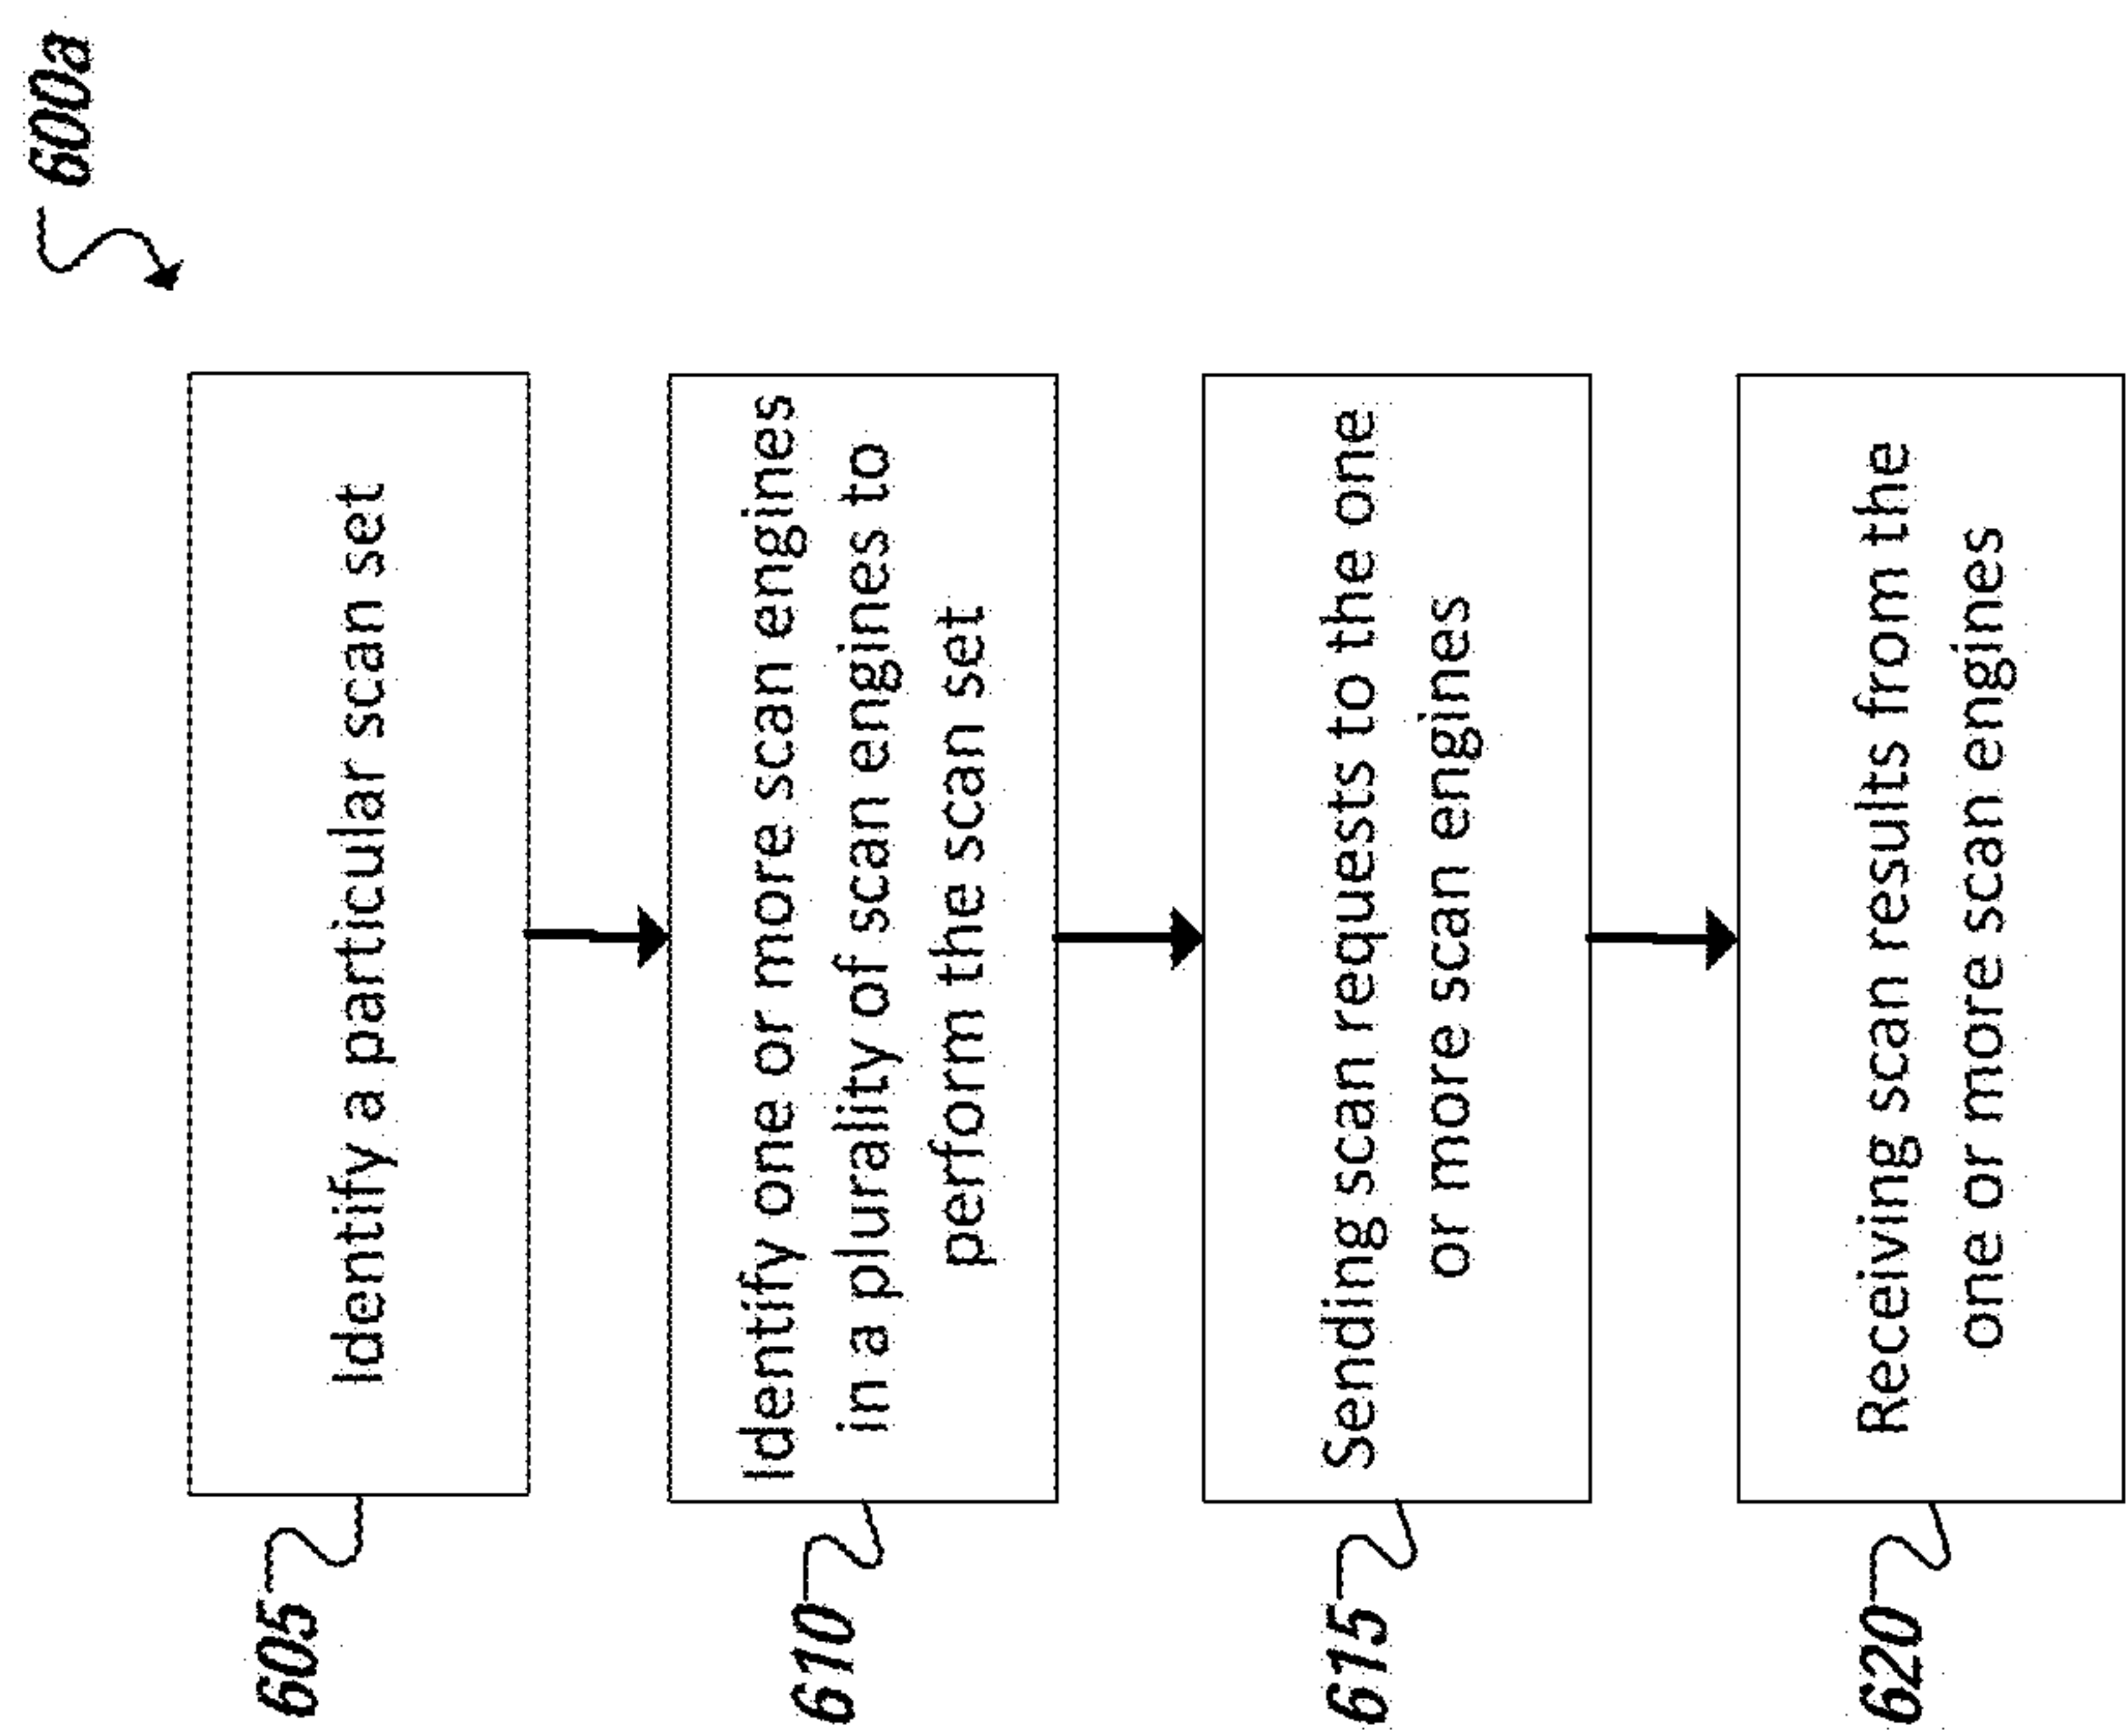 600a
605
Identify a particular scan set
610
Identify one or more scan engines
in a plurality of scan engines to
perform the scan set
615
Sending scan requests to the one
or more scan engines
620
Receiving scan results from the
one or more scan engines